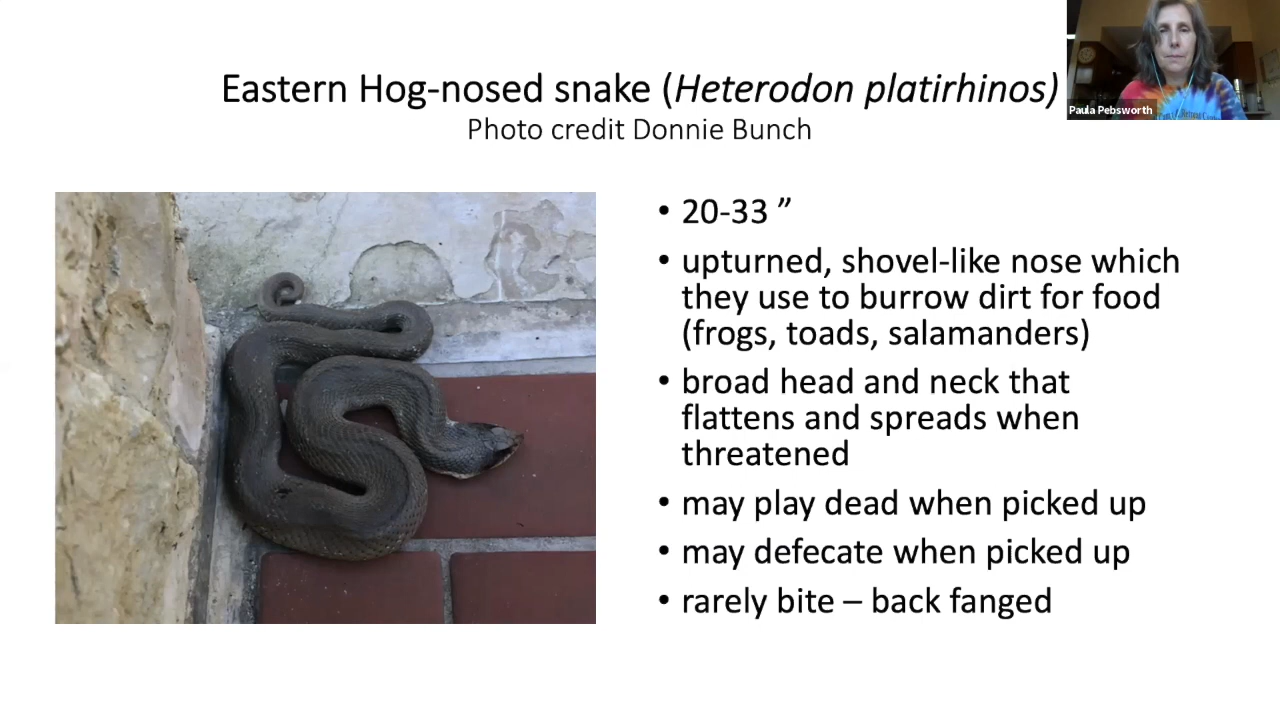 Eastern Hog-nosed snake (Heterodon platirhinos)
Photo credit Donnie Bunch
Paula Pebsworth
• 20-33 ”
• upturned, shovel-like nose which
they use to burrow dirt for food
(frogs, toads, salamanders)
• broad head and neck that
flattens and spreads when
threatened
• may play dead when picked up
• may defecate when picked up
• rarely bite – back fanged